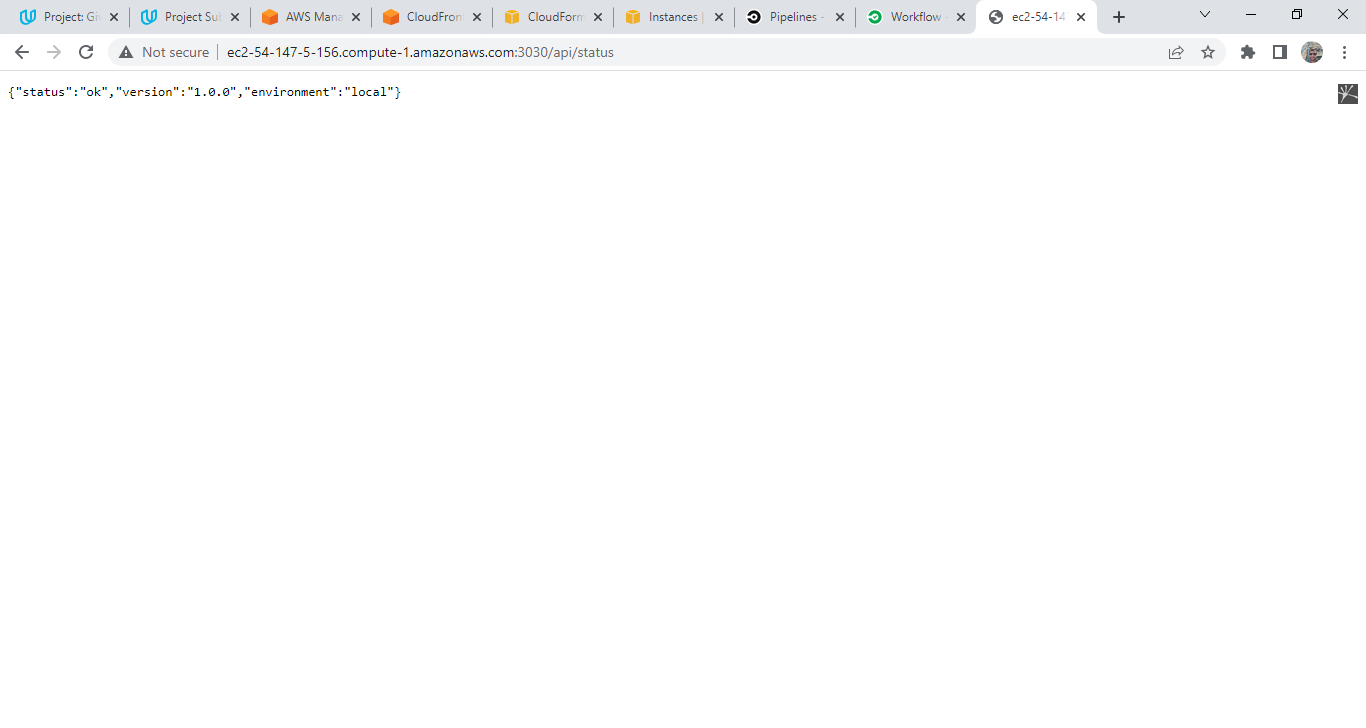 Project: Gi
Project Sub
AWS Mana
CloudFron
CloudForm
Instances |
Pipelines -
Workflow -
ec2-54-14
Not secure
ec2-54-147-5-156.compute-1.amazonaws.com:3030/api/status
{"status":"ok","version":"1.0.0","environment":"local"}